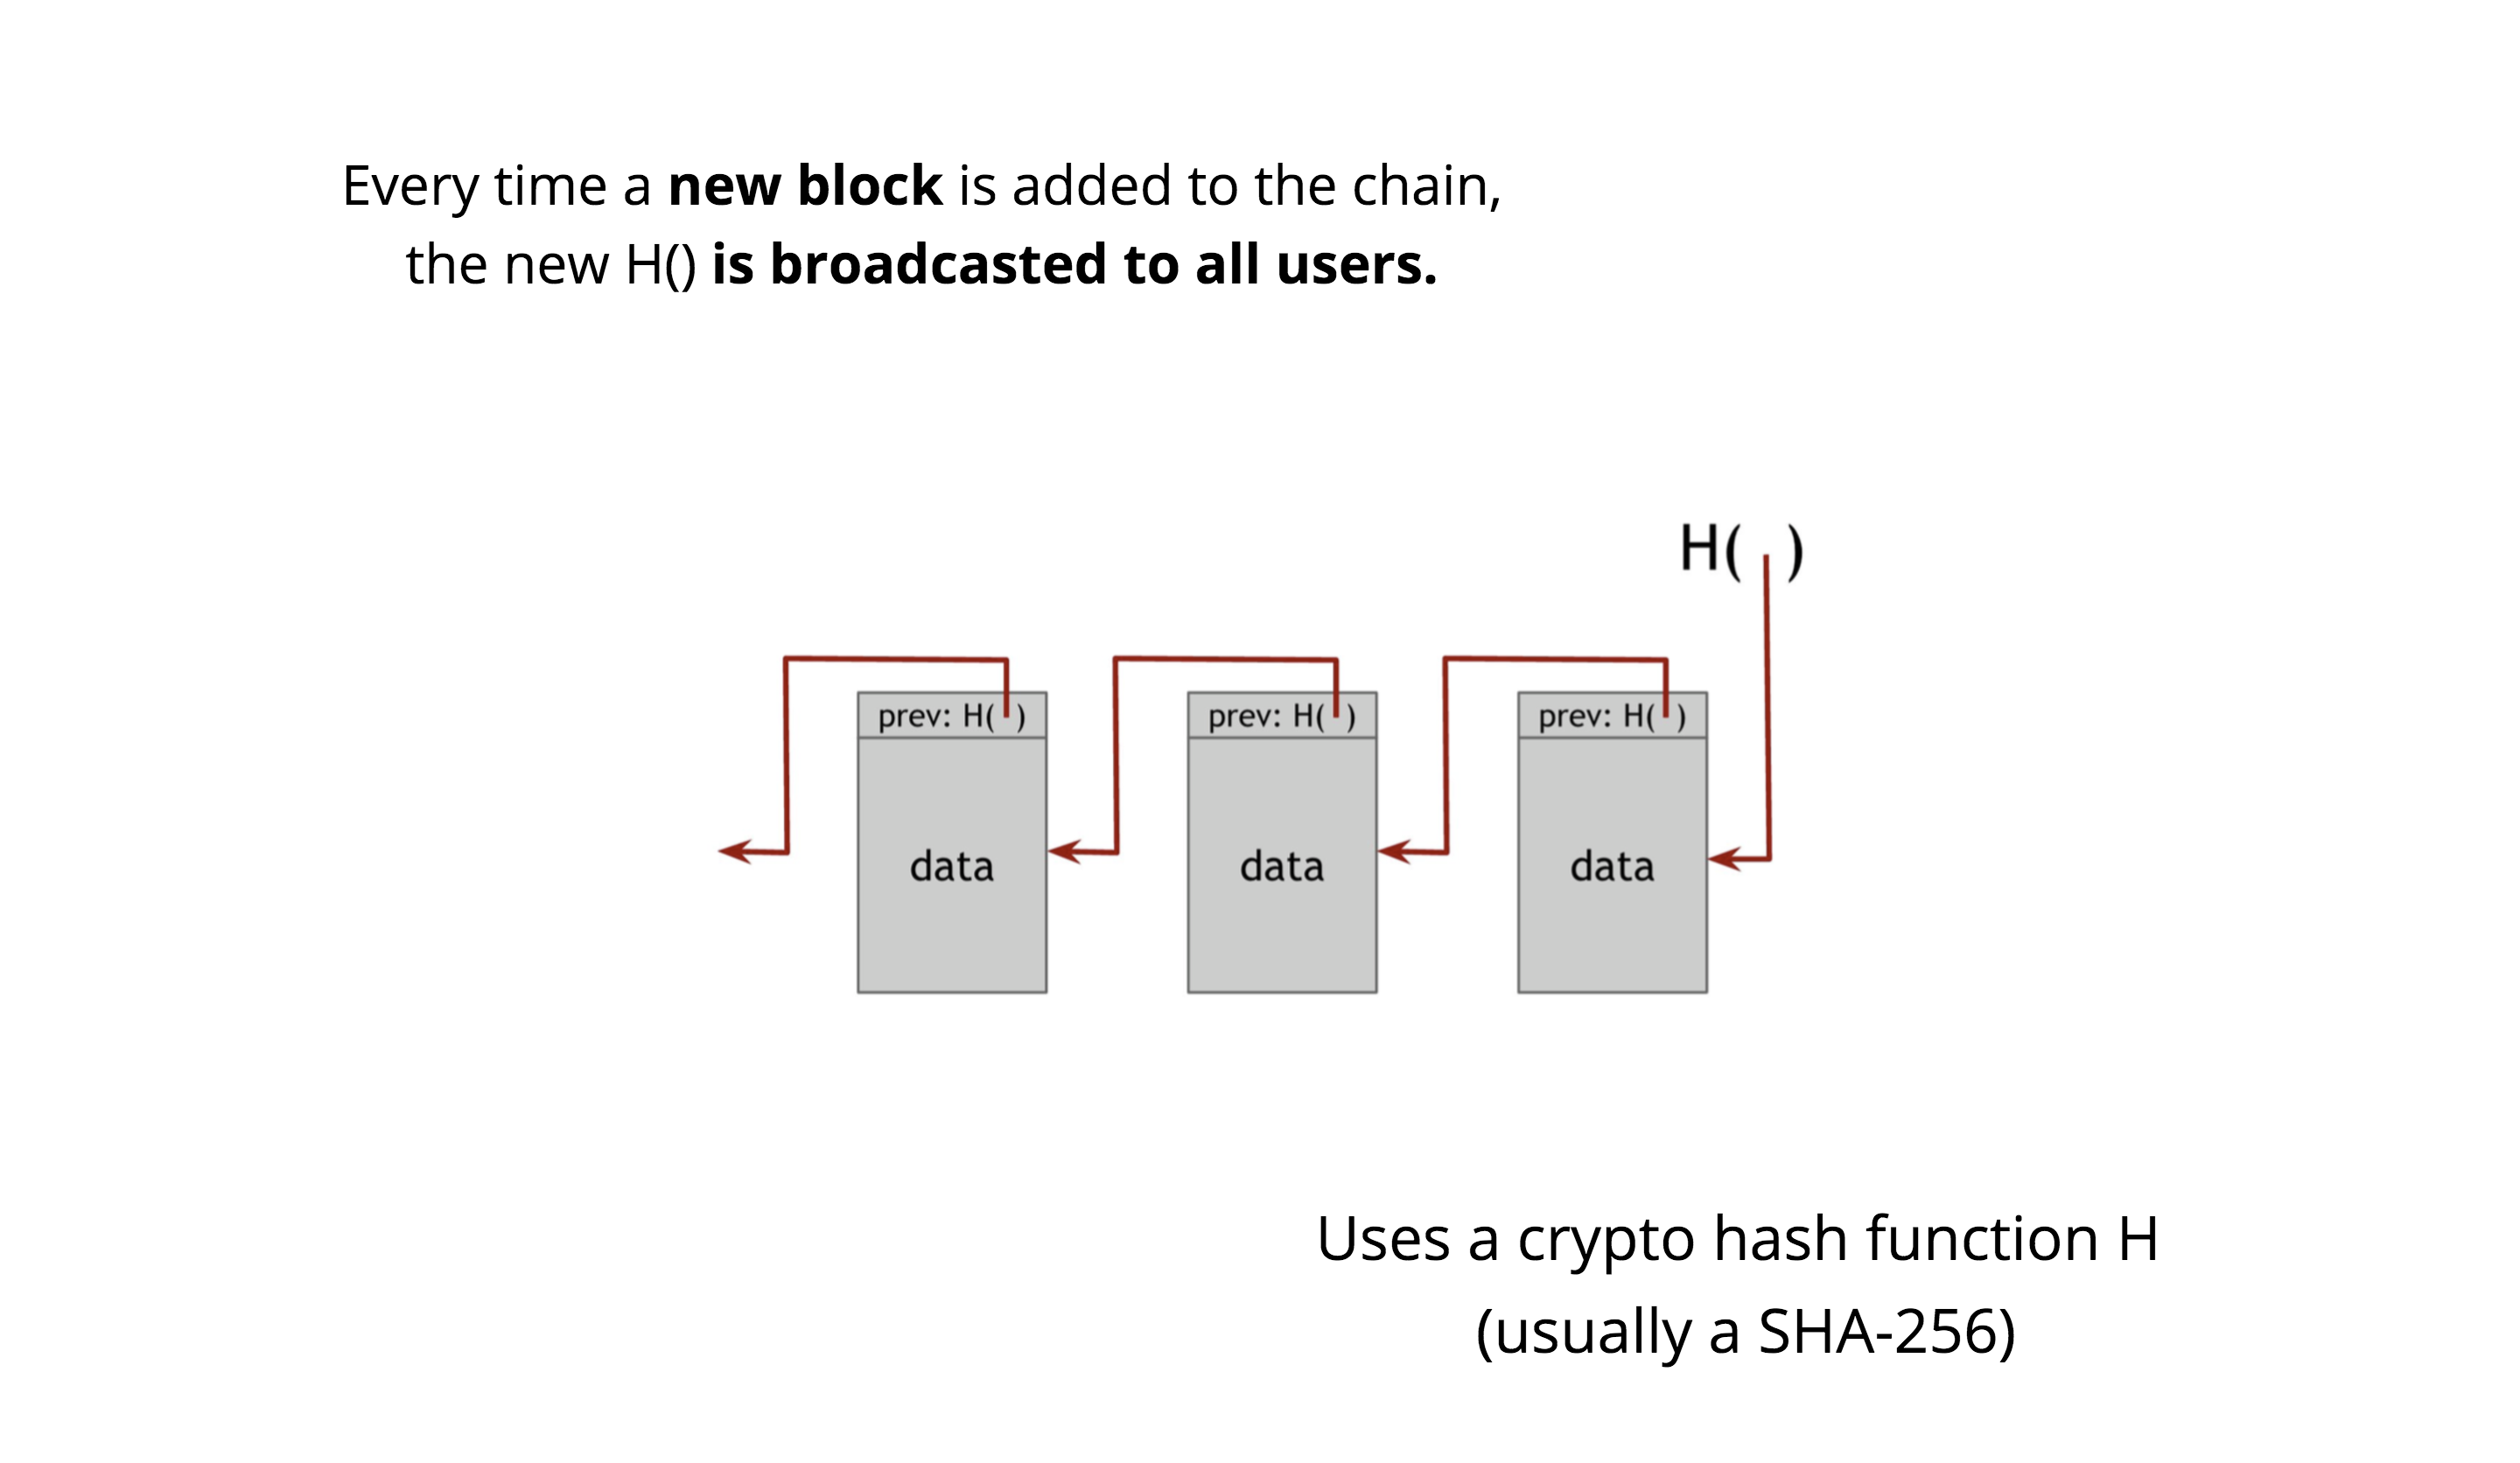 Every time a new block is added to the chain,
the new H() is broadcasted to all users.
H( )
prev: H( )
prev: H( )
prev: H( )
data
data
data
Uses a crypto hash function H
(usually a SHA-256)